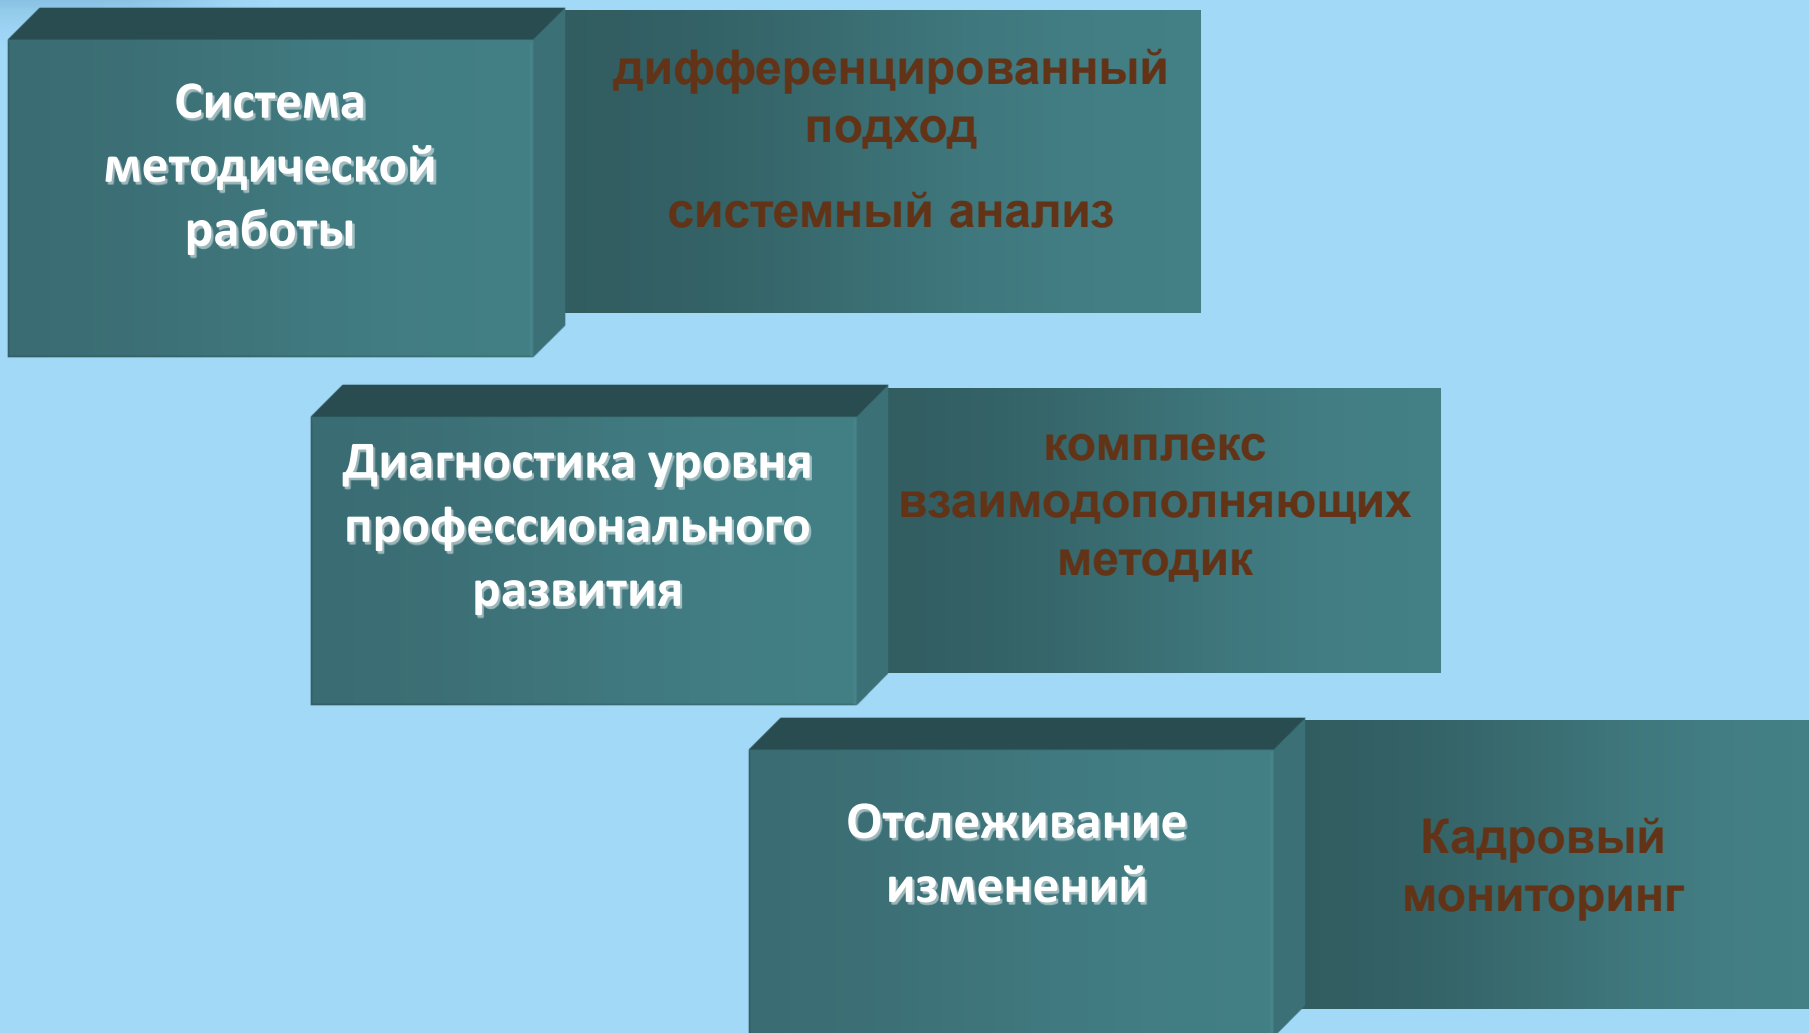 Система
методической
работы
дифференцированный
подход
системный анализ
Диагностика уровня
профессионального
развития
комплекс
взаимодополняющих
методик
Отслеживание
изменений
Кадровый
мониторинг